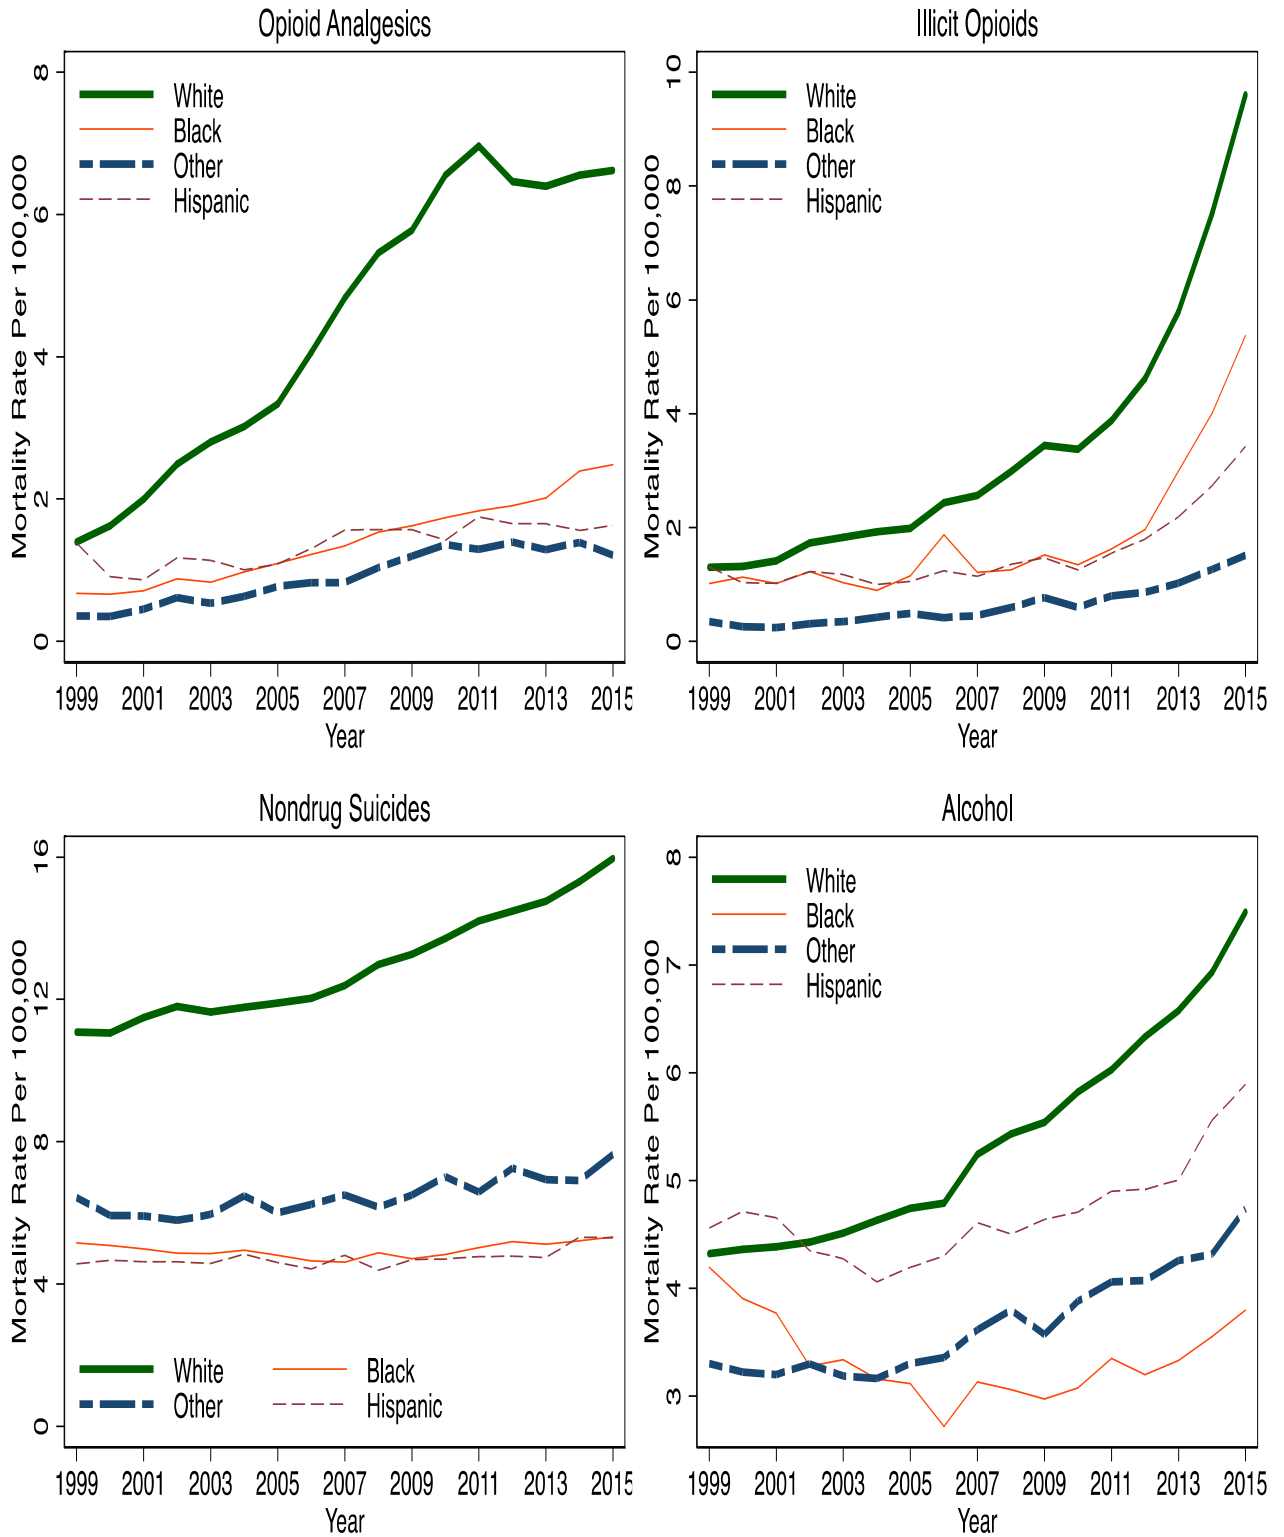 Opioid Analgesics
Mortality Rate Per 100,000
8
6
4
2
0
White
Black
Other
Hispanic
1999 2001 2003 2005 2007 2009 2011 2013 2015
Year
Illicit Opioids
Mortality Rate Per 100,000
10
8
6
4
2
0
White
Black
Other
Hispanic
1999 2001 2003 2005 2007 2009 2011 2013 2015
Year
Nondrug Suicides
Mortality Rate Per 100,000
16
12
8
4
0
White Black
Other Hispanic
1999 2001 2003 2005 2007 2009 2011 2013 2015
Year
Alcohol
Mortality Rate Per 100,000
8
7
6
5
4
3
White
Black
Other
Hispanic
1999 2001 2003 2005 2007 2009 2011 2013 2015
Year